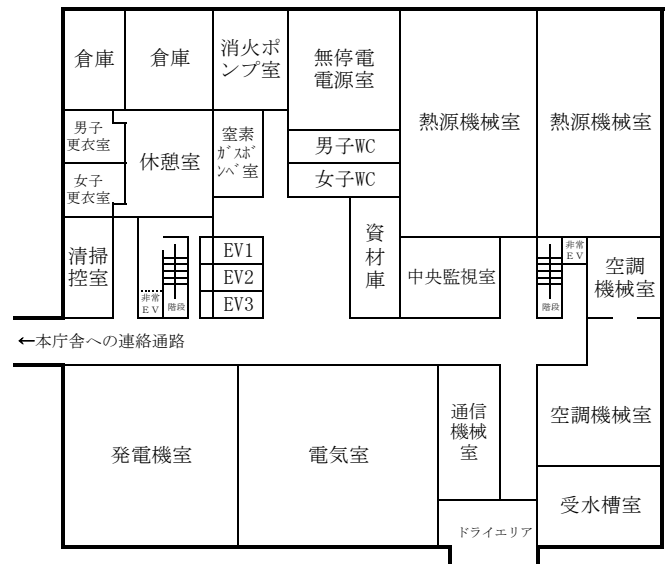 倉庫
倉庫
消火ポ
ンプ室
無停電
電源室
熱源機械室
熱源機械室
男子
更衣室
休憩室
窒素
ｶﾞｽﾎﾞ
ﾝﾍﾞ室
男子WC
女子
更衣室
女子WC
清掃
控室
EV1
EV2
EV3
非常
ＥＶ
階段
資
材
庫
中央監視室
階段
非常
ＥＶ
空調
機械室
←本庁舎への連絡通路
発電機室
電気室
通信
機械
室
空調機械室
受水槽室
ドライエリア